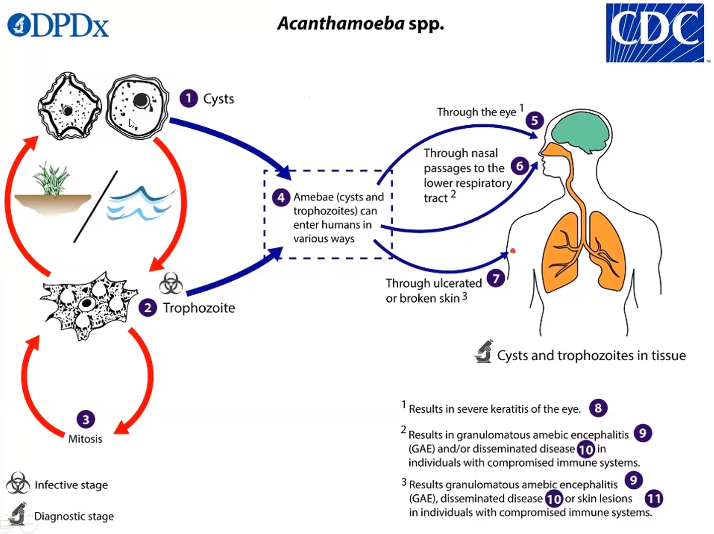 DPDx
Acanthamoeba spp.
CDC
TM
1 Cysts
Through the eye 1
5
Through nasal
passages to the
lower respiratory
tract 2
6
4 Amebae (cysts and
trophozoites) can
enter humans in
various ways
7
Through ulcerated
or broken skin 3
2 Trophozoite
Cysts and trophozoites in tissue
3
Mitosis
1 Results in severe keratitis of the eye. 8
2 Results in granulomatous amebic encephalitis 9
(GAE) and/or disseminated disease 10 in
individuals with compromised immune systems.
3 Results granulomatous amebic encephalitis 9
(GAE), disseminated disease 10 or skin lesions 11
in individuals with compromised immune systems.
Infective stage
Diagnostic stage